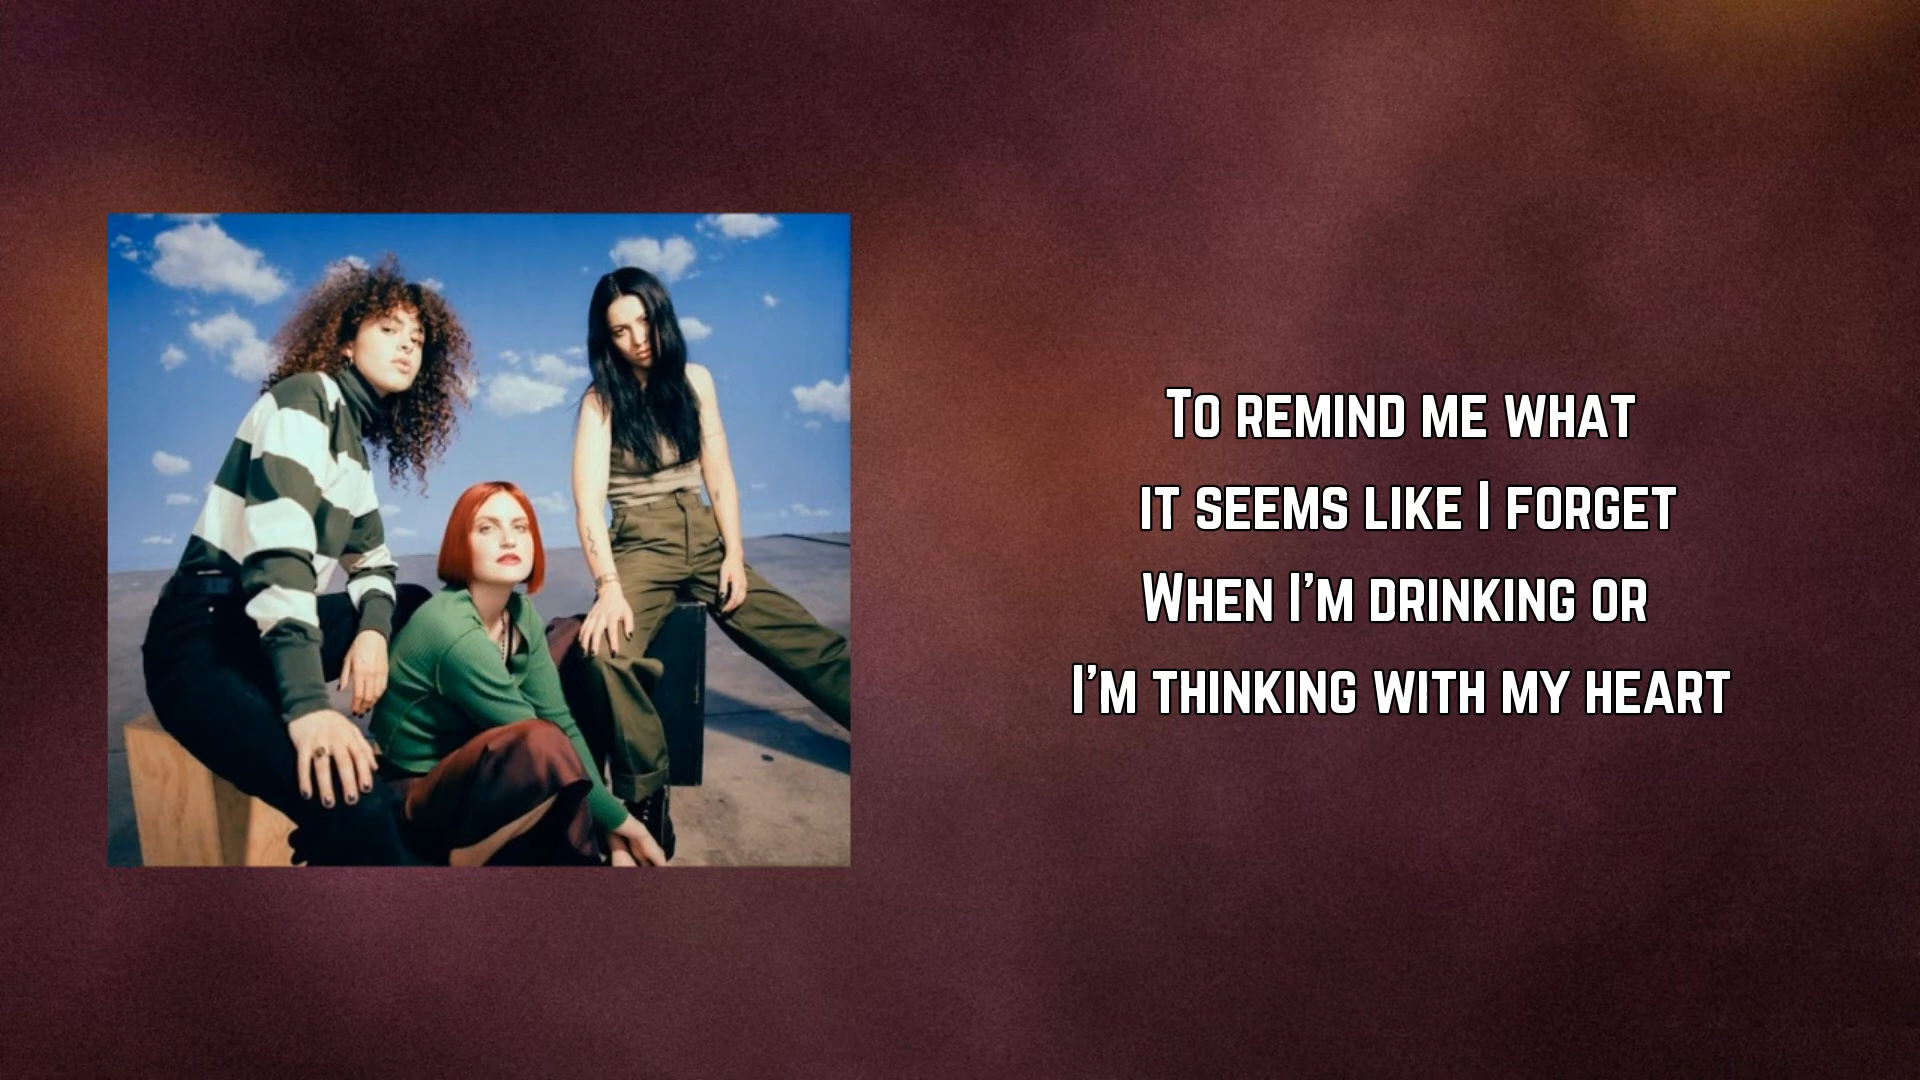 To remind me what
it seems like I forget
When I'm drinking or
I'm thinking with my heart